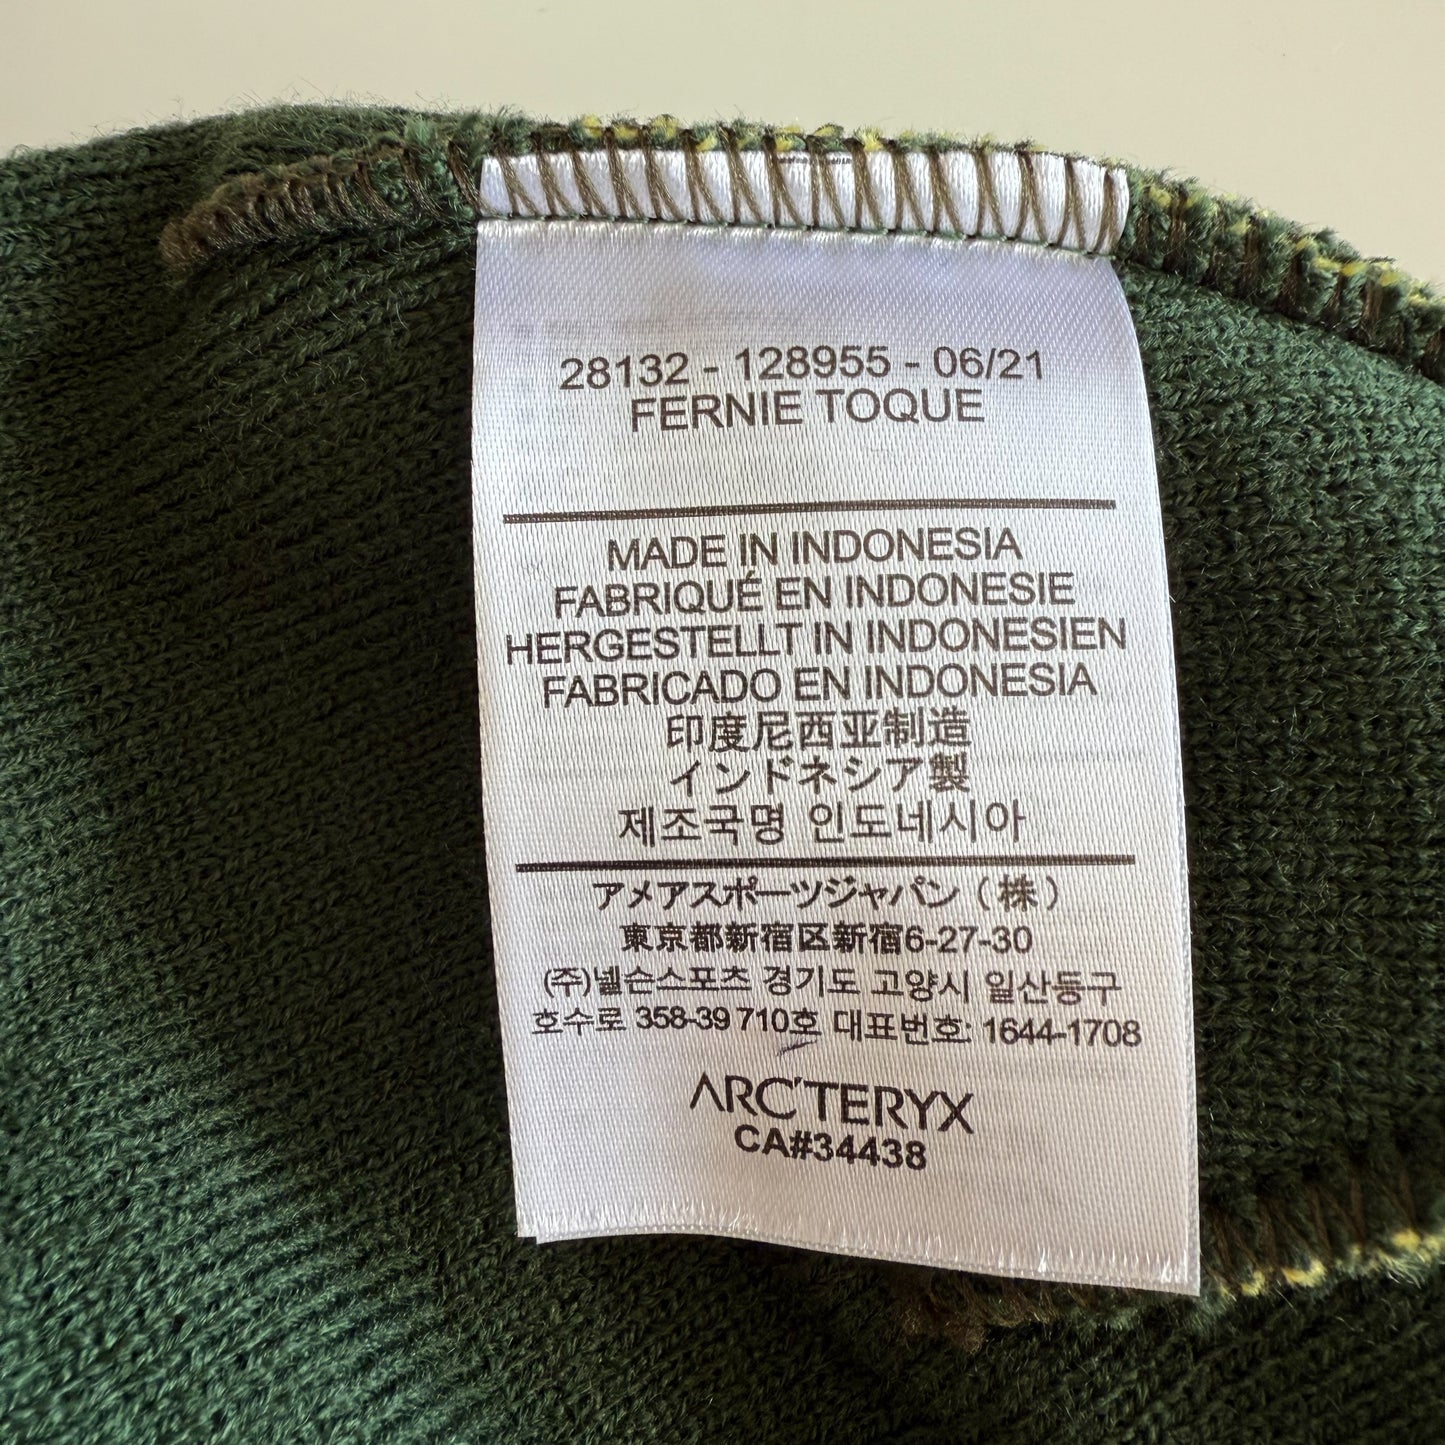 28132 - 128955 - 06/21
FERNIE TOQUE
MADE IN INDONESIA
FABRIQUÉ EN INDONESIE
HERGESTELLT IN INDONESIEN
FABRICADO EN INDONESIA
印度尼西亚制造
インドネシア製
제조국명 인도네시아
アメアスポーツジャパン（株）
東京都新宿区新宿6-27-30
(주)넬슨스포츠 경기도 고양시 일산동구
호수로 358-39 710호 대표번호: 1644-1708
ARC'TERYX
CA#34438